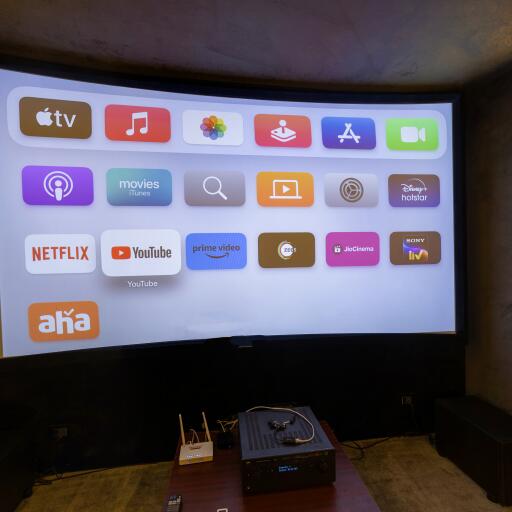 tv
movies
iTunes
Disney+
hotstar
NETFLIX
YouTube
prime video
ZEE5
JioCinema
SONY
liv
YouTube
aha